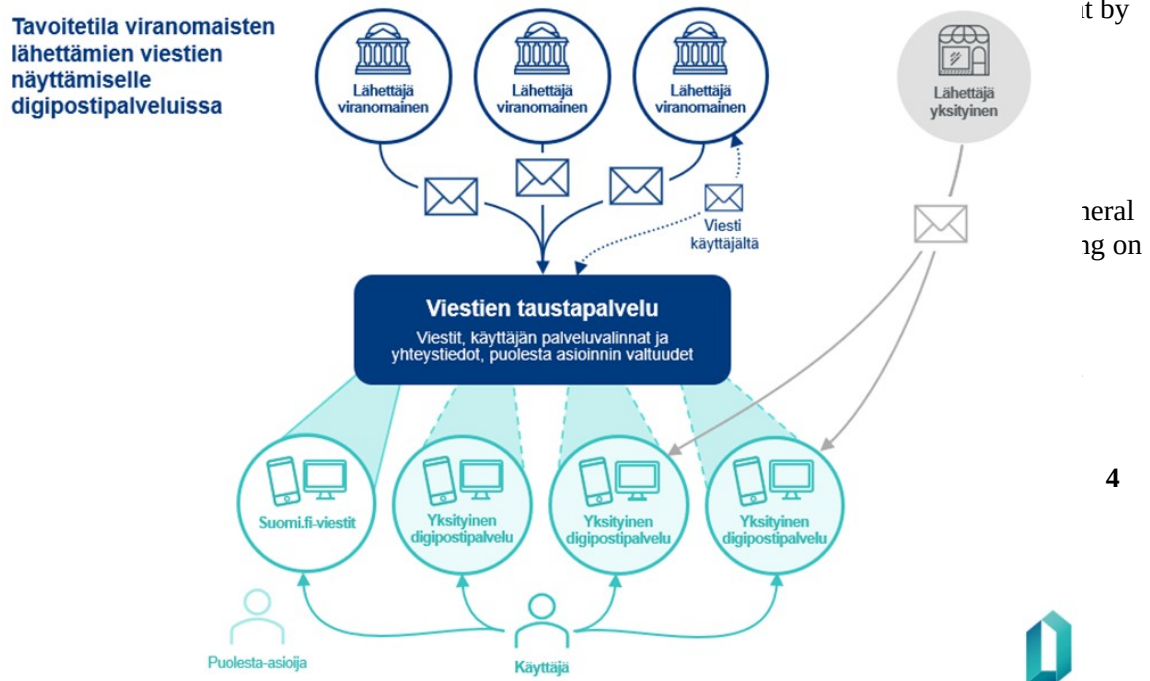 Tavoitetila viranomaisten
lähettämien viestien
näyttämiselle
digipostipalveluissa
Lähettäjä
viranomainen
Lähettäjä
viranomainen
Lähettäjä
viranomainen
Lähettäjä
yksityinen
Viesti
käyttäjältä
Viestien taustapalvelu
Viestit, käyttäjän palveluvalinnat ja
yhteystiedot, puolesta asioinnin valtuudet
Suomi.fi-viestit
Yksityinen
digipostipalvelu
Yksityinen
digipostipalvelu
Yksityinen
digipostipalvelu
Puolesta-asioija
Käyttäjä
by
on
4